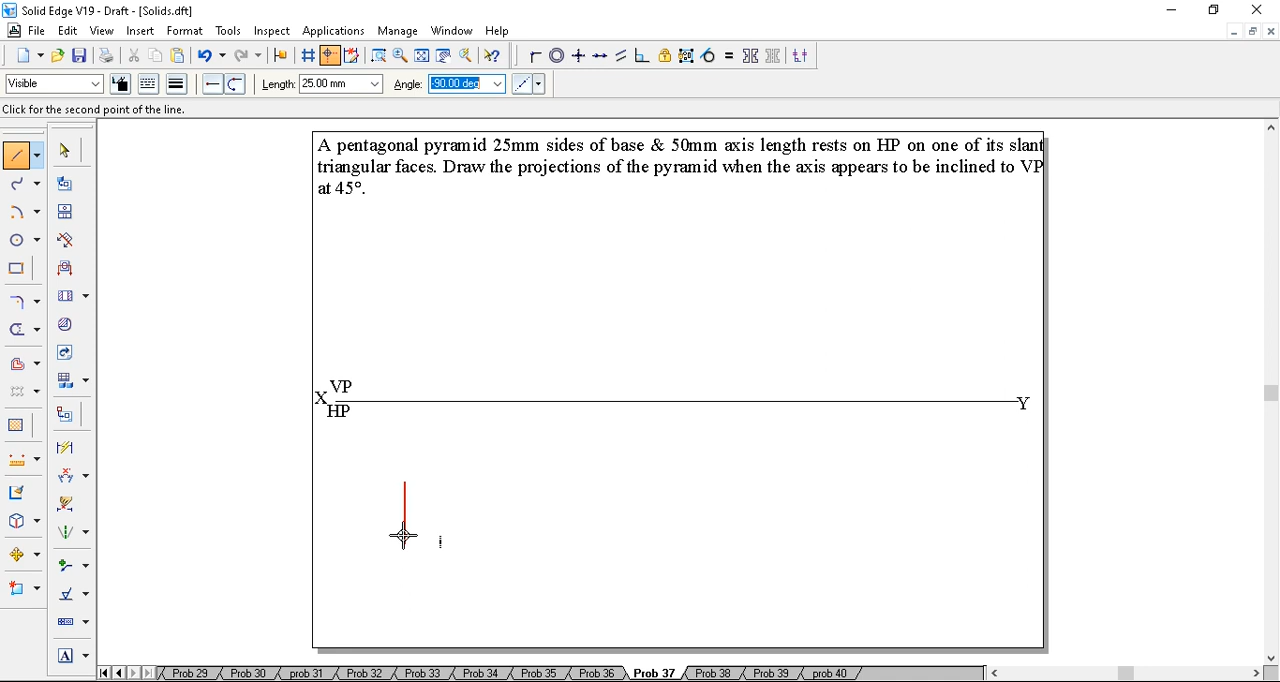 Solid Edge V19 - Draft - [Solids.dft]
File Edit View Insert Format Tools Inspect Applications Manage Window Help
Visible Length: 25.00 mm Angle: -90.00 deg
Click for the second point of the line.
A pentagonal pyramid 25mm sides of base & 50mm axis length rests on HP on one of its slant
triangular faces. Draw the projections of the pyramid when the axis appears to be inclined to VP
at 45°.
VP
X Y
HP
A
Prob 29 Prob 30 prob 31 Prob 32 Prob 33 Prob 34 Prob 35 Prob 36 Prob 37 Prob 38 Prob 39 prob 40